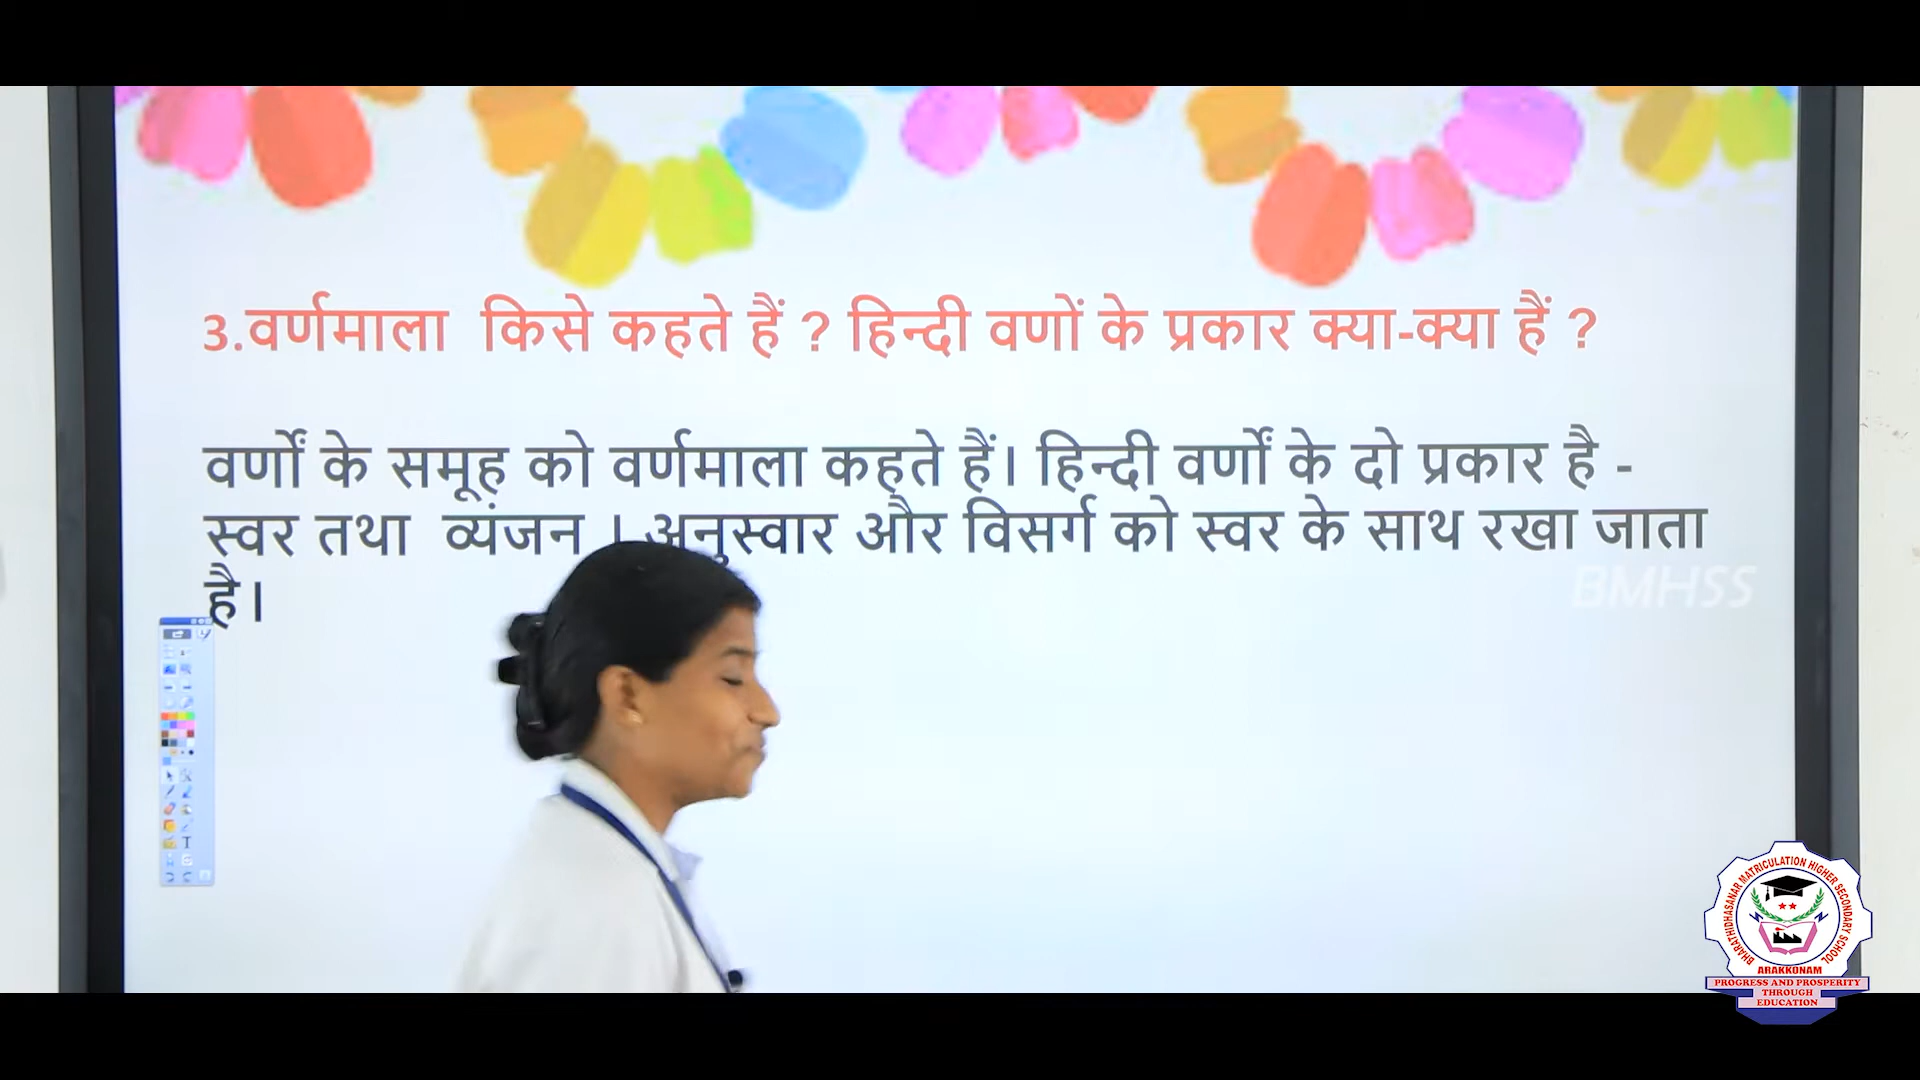 3.वर्णमाला किसे कहते हैं ? हिन्दी वणों के प्रकार क्या-क्या हैं ?
वर्णों के समूह को वर्णमाला कहते हैं। हिन्दी वर्णों के दो प्रकार है -
स्वर तथा व्यंजन । अनुस्वार और विसर्ग को स्वर के साथ रखा जाता
है।
BMHSS
BHARATHIDHASANAR MATRICULATION HIGHER SECONDARY SCHOOL
ARAKKONAM
PROGRESS AND PROSPERITY
THROUGH
EDUCATION